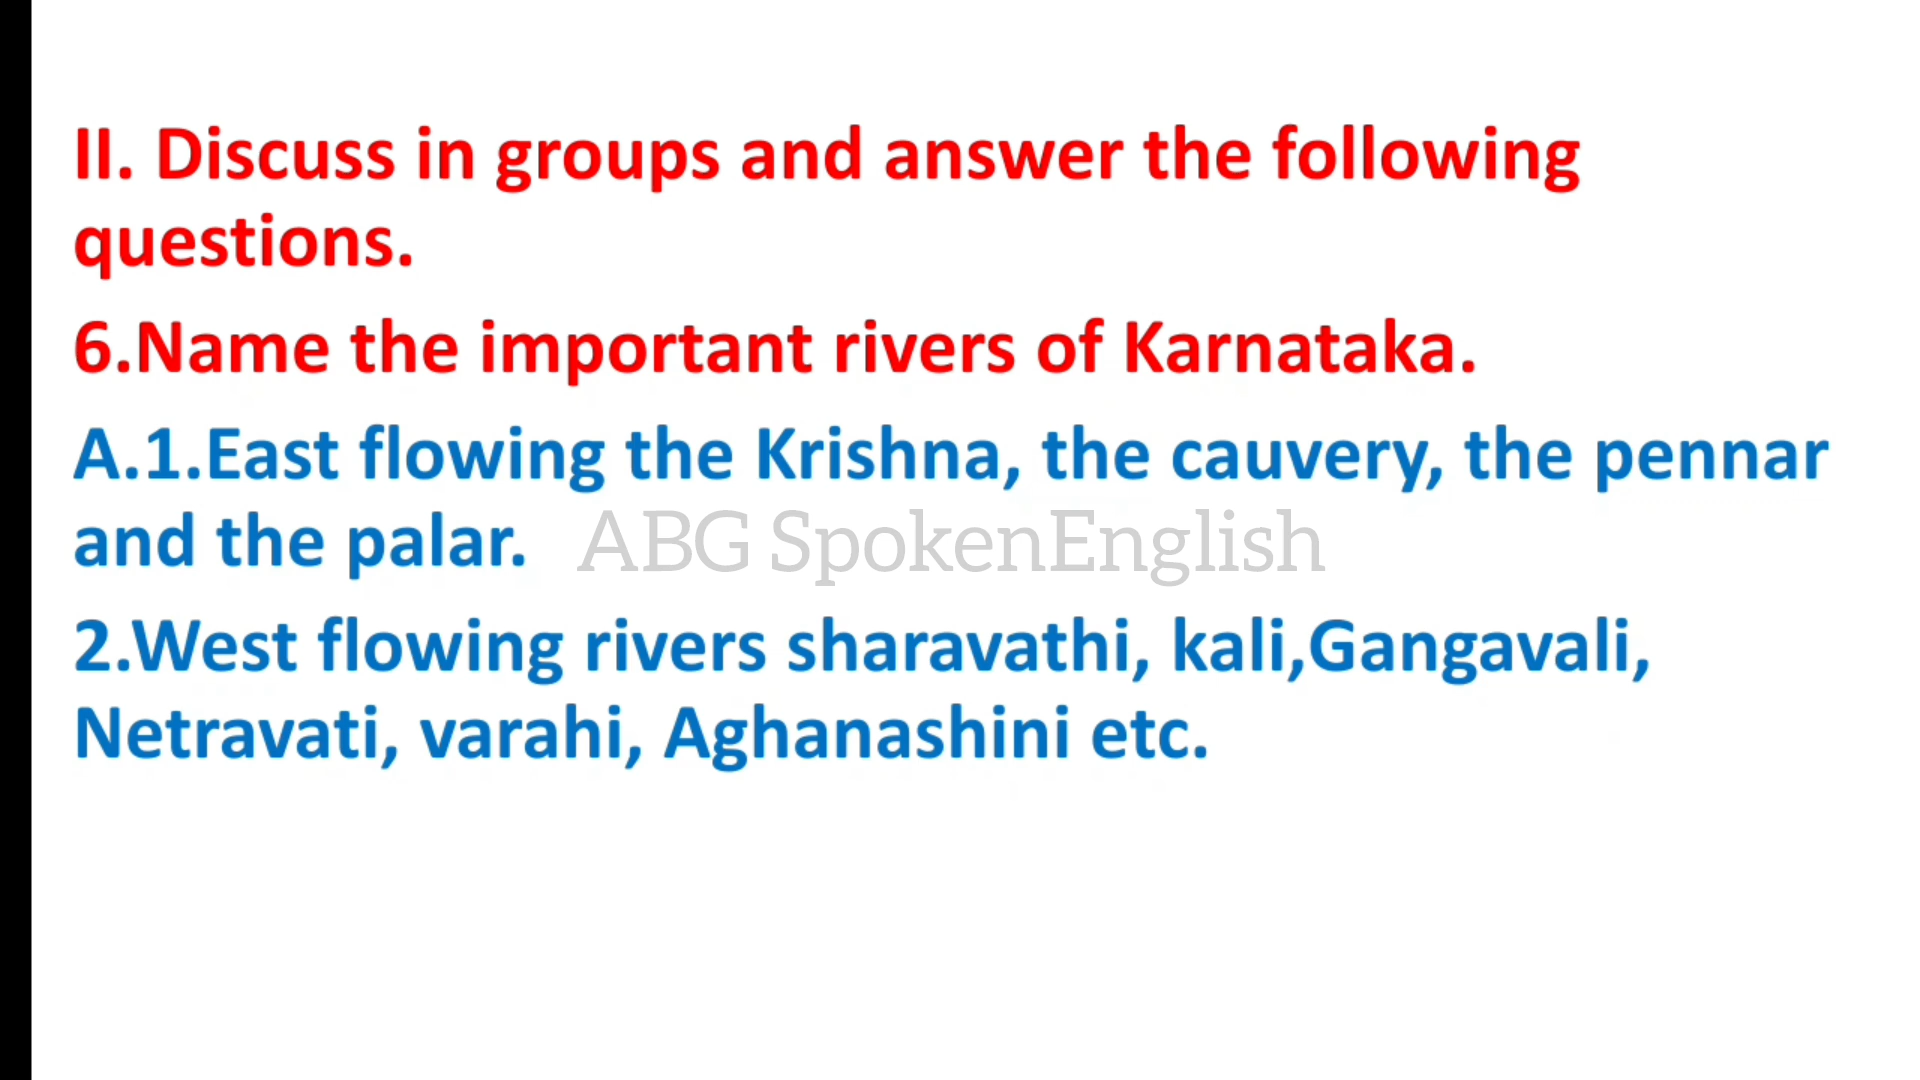 II. Discuss in groups and answer the following
questions.
6.Name the important rivers of Karnataka.
A.1.East flowing the Krishna, the cauvery, the pennar
and the palar.
ABG SpokenEnglish
2.West flowing rivers sharavathi, kali,Gangavali,
Netravati, varahi, Aghanashini etc.